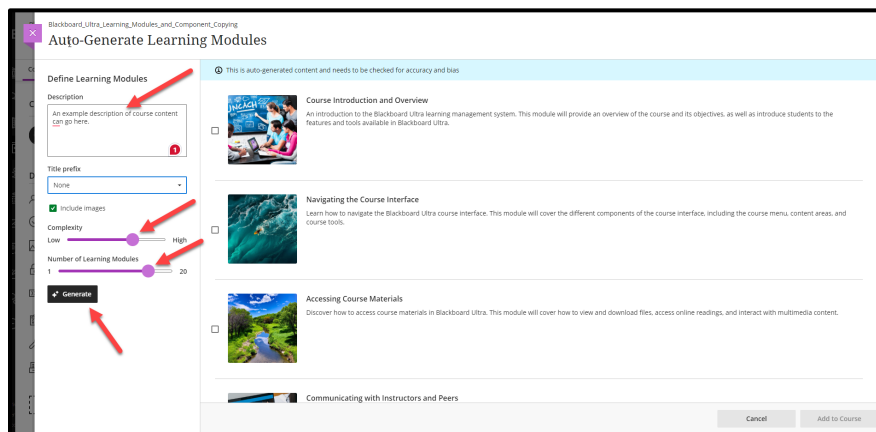 Blackboard_Ultra_Learning_Modules_and_Component_Copying
Auto-Generate Learning Modules
Define Learning Modules
Description
An example description of course content
can go here.
1
Title prefix
None
Include images
Complexity
Low
High
Number of Learning Modules
1
20
Generate
This is auto-generated content and needs to be checked for accuracy and bias
Course Introduction and Overview
An introduction to the Blackboard Ultra learning management system. This module will provide an overview of the course and its objectives, as well as introduce students to the
features and tools available in Blackboard Ultra.
Navigating the Course Interface
Learn how to navigate the Blackboard Ultra course interface. This module will cover the different components of the course interface, including the course menu, content areas, and
course tools.
Accessing Course Materials
Discover how to access course materials in Blackboard Ultra. This module will cover how to view and download files, access online readings, and interact with multimedia content.
Communicating with Instructors and Peers
Cancel
Add to Course